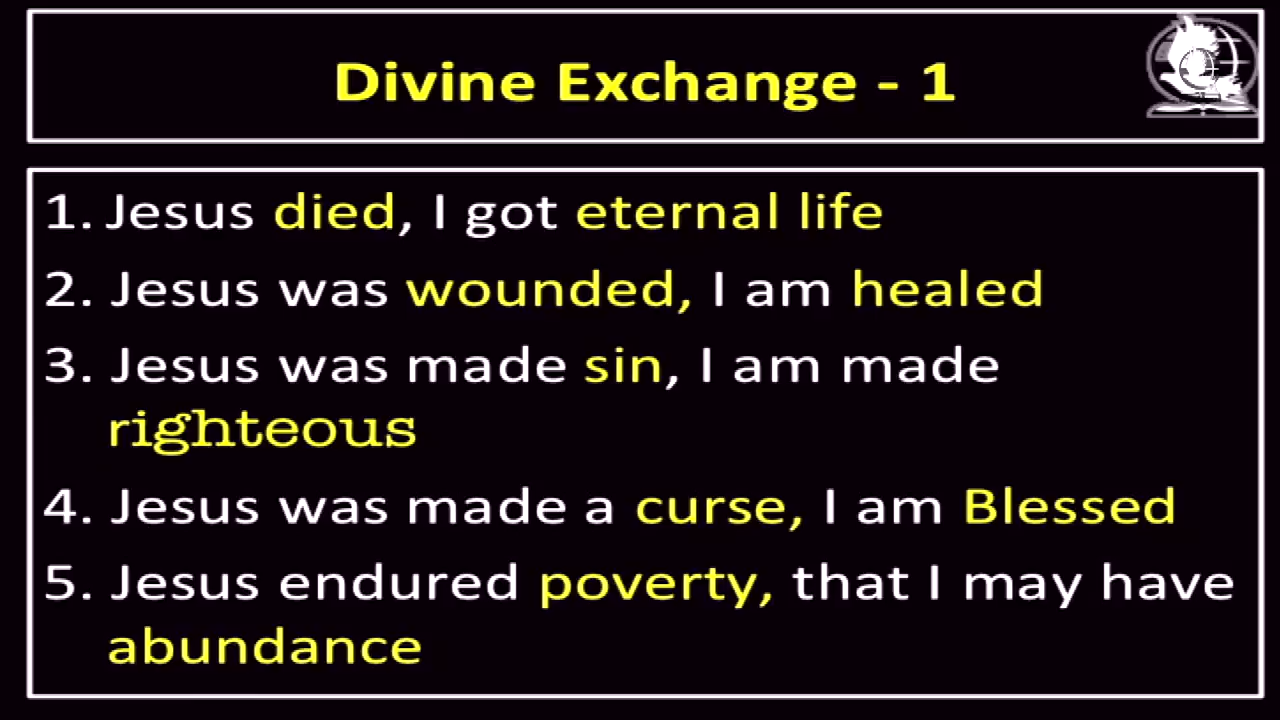 Divine Exchange - 1
1. Jesus died, I got eternal life
2. Jesus was wounded, I am healed
3. Jesus was made sin, I am made
righteous
4. Jesus was made a curse, I am Blessed
5. Jesus endured poverty, that I may have
abundance